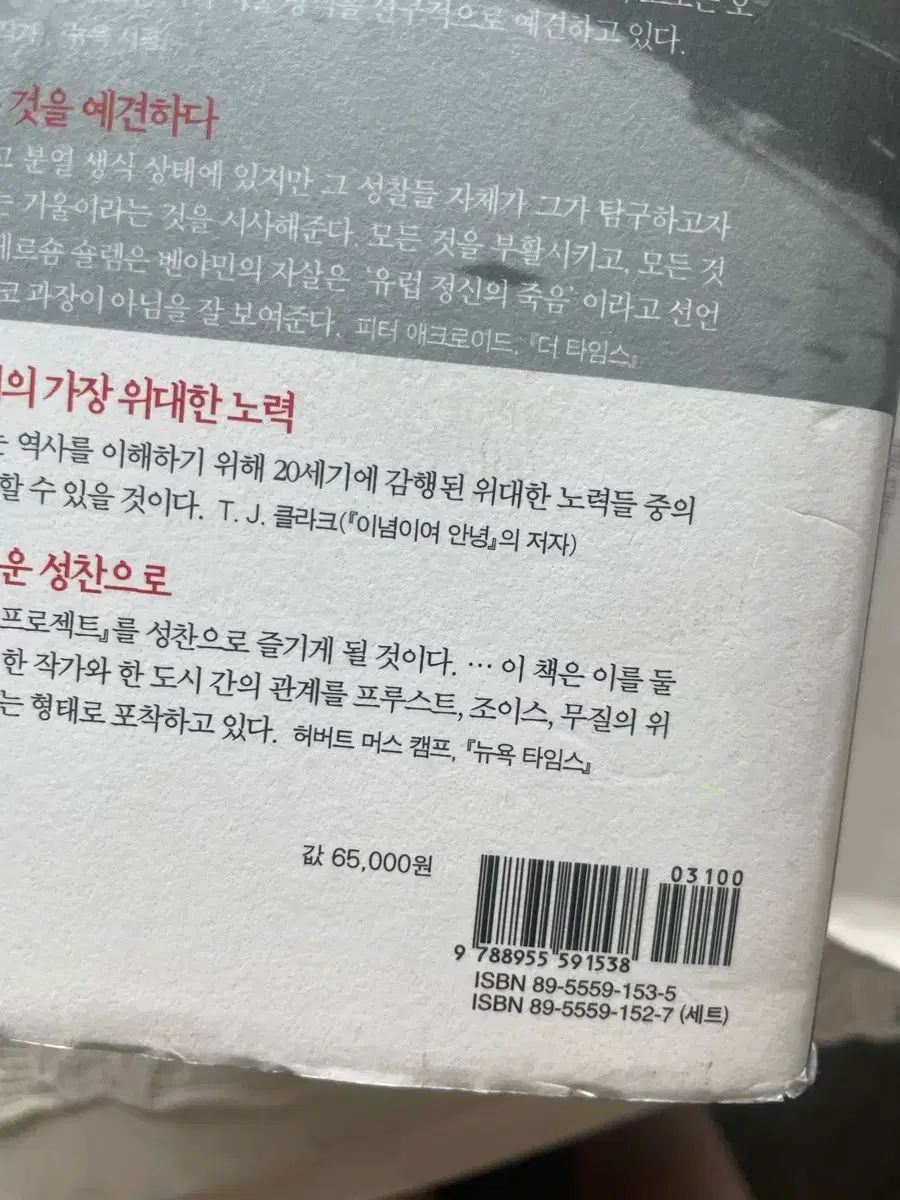 생식을 선구적으로 예견하고 있다.
것을 예견하다
고 분열 생식 상태에 있지만 그 성찰들 자체가 그가 탐구하고자
는 거울이라는 것을 시사해준다. 모든 것을 부활시키고, 모든 것
게르숌 숄렘은 벤야민의 자살은 ‘유럽 정신의 죽음’이라고 선언
코 과장이 아님을 잘 보여준다. 피터 애크로이드, 『더 타임스』
의 가장 위대한 노력
는 역사를 이해하기 위해 20세기에 감행된 위대한 노력들 중의
할 수 있을 것이다. T. J. 클라크(『이념이여 안녕』의 저자)
운 성찬으로
프로젝트』를 성찬으로 즐기게 될 것이다. … 이 책은 이를 둘
한 작가와 한 도시 간의 관계를 프루스트, 조이스, 무질의 위
는 형태로 포착하고 있다. 허버트 머스 캠프, 『뉴욕 타임스』
값 65,000원
03100
9 788955 591538
ISBN 89-5559-153-5
ISBN 89-5559-152-7 (세트)